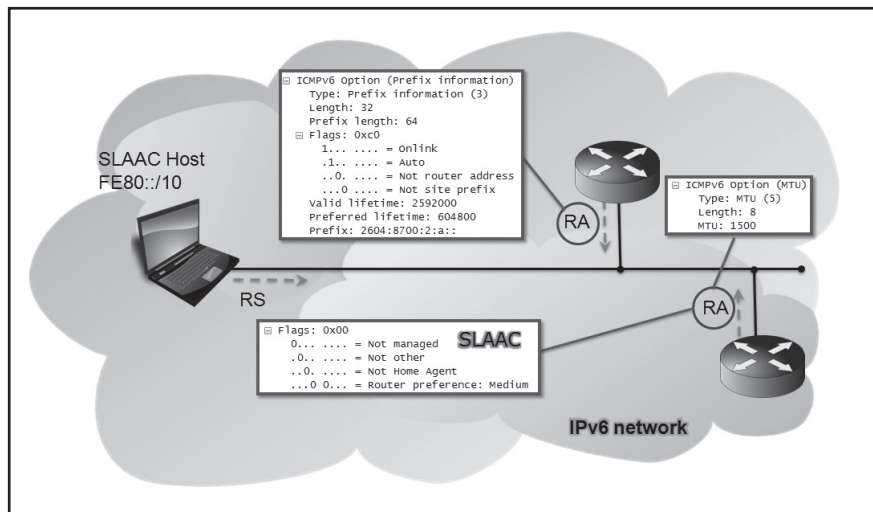 ⊟ ICMPv6 Option (Prefix information)
Type: Prefix information (3)
Length: 32
Prefix length: 64
⊟ Flags: 0xc0
1... .... = Onlink
.1.. .... = Auto
..0. .... = Not router address
...0 .... = Not site prefix
Valid lifetime: 2592000
Preferred lifetime: 604800
Prefix: 2604:8700:2:a::
SLAAC Host
FE80::/10
⊟ ICMPv6 Option (MTU)
Type: MTU (5)
Length: 8
MTU: 1500
RA
RS
RA
⊟ Flags: 0x00
0... .... = Not managed
.0.. .... = Not other
..0. .... = Not Home Agent
...0 0... = Router preference: Medium
SLAAC
IPv6 network